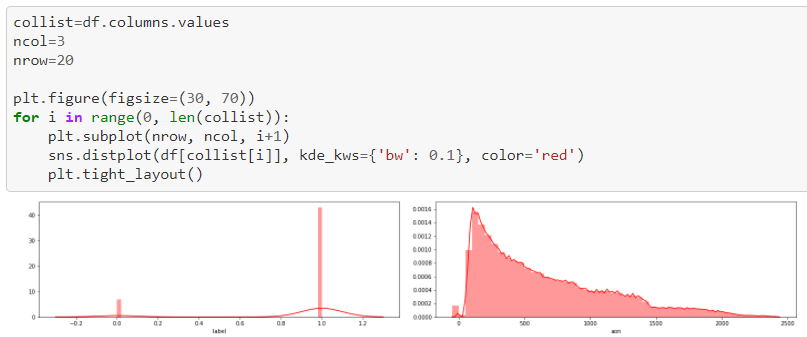 collist=df.columns.values
ncol=3
nrow=20
plt.figure(figsize=(30, 70))
for i in range(0, len(collist)):
    plt.subplot(nrow, ncol, i+1)
    sns.distplot(df[collist[i]], kde_kws={'bw': 0.1}, color='red')
    plt.tight_layout()
40
30
20
10
0
−0.2 0.0 0.2 0.4 0.6 0.8 1.0 1.2
label
0.0016
0.0014
0.0012
0.0010
0.0008
0.0006
0.0004
0.0002
0.0000
0 500 1000 1500 2000 2500
aon